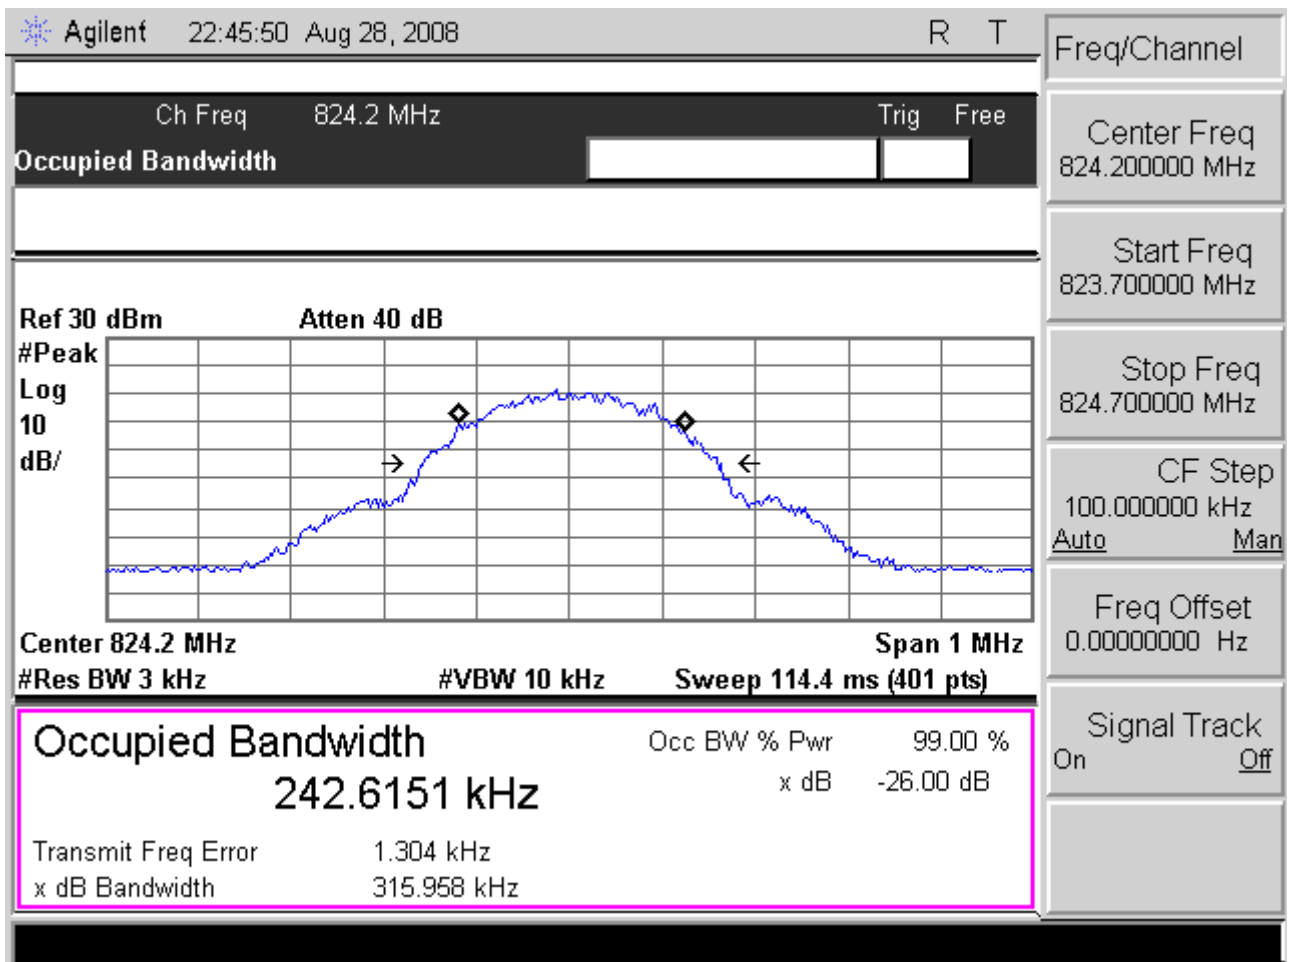 Agilent 22:45:50 Aug 28, 2008 R T
Freq/Channel
Ch Freq 824.2 MHz Trig Free
Occupied Bandwidth
Center Freq
824.200000 MHz
Start Freq
823.700000 MHz
Stop Freq
824.700000 MHz
CF Step
100.000000 kHz
Auto Man
Freq Offset
0.00000000 Hz
Signal Track
On Off
Ref 30 dBm Atten 40 dB
#Peak
Log
10
dB/
Center 824.2 MHz Span 1 MHz
#Res BW 3 kHz #VBW 10 kHz Sweep 114.4 ms (401 pts)
Occupied Bandwidth Occ BW % Pwr 99.00 %
242.6151 kHz x dB -26.00 dB
Transmit Freq Error 1.304 kHz
x dB Bandwidth 315.958 kHz